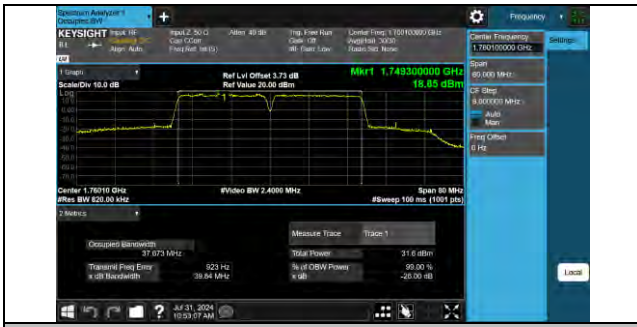 Spectrum Analyzer 1
Occupied BW
Frequency
KEYSIGHT Input: RF
Input Z: 50 Ω
Atten: 40 dB
Trig: Free Run
Center Freq: 1.760100000 GHz
Align: Auto
Freq Ref: Int (S)
Gate: Off
Radio Std: None
Center Frequency
1.760100000 GHz
Settings
Span
80.000 MHz
CF Step
8.000000 MHz
Auto
Man
Freq Offset
0 Hz
1 Graph
Scale/Div 10.0 dB
Ref Lvl Offset 3.73 dB
Ref Value 20.00 dBm
Mkr1 1.749300000 GHz
18.85 dBm
Log
Center 1.76010 GHz
#Res BW 820.00 kHz
#Video BW 2.4000 MHz
Span 80 MHz
#Sweep 100 ms (1001 pts)
2 Metrics
Measure Trace Trace 1
Occupied Bandwidth
37.673 MHz
Total Power 31.6 dBm
Transmit Freq Error 923 Hz
% of OBW Power 99.00 %
x dB Bandwidth 39.84 MHz
x dB -26.00 dB
Local
Jul 31, 2024
10:53:07 AM